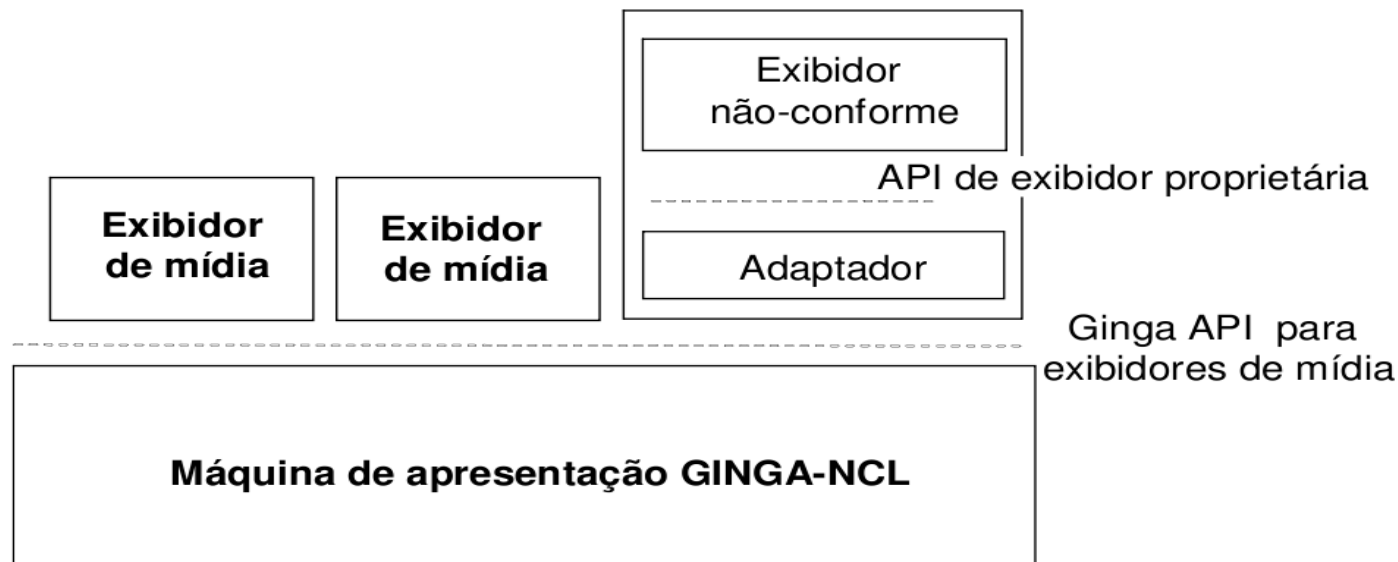 Exibidor
não-conforme
API de exibidor proprietária
Exibidor
de mídia
Exibidor
de mídia
Adaptador
Ginga API para
exibidores de mídia
Máquina de apresentação GINGA-NCL